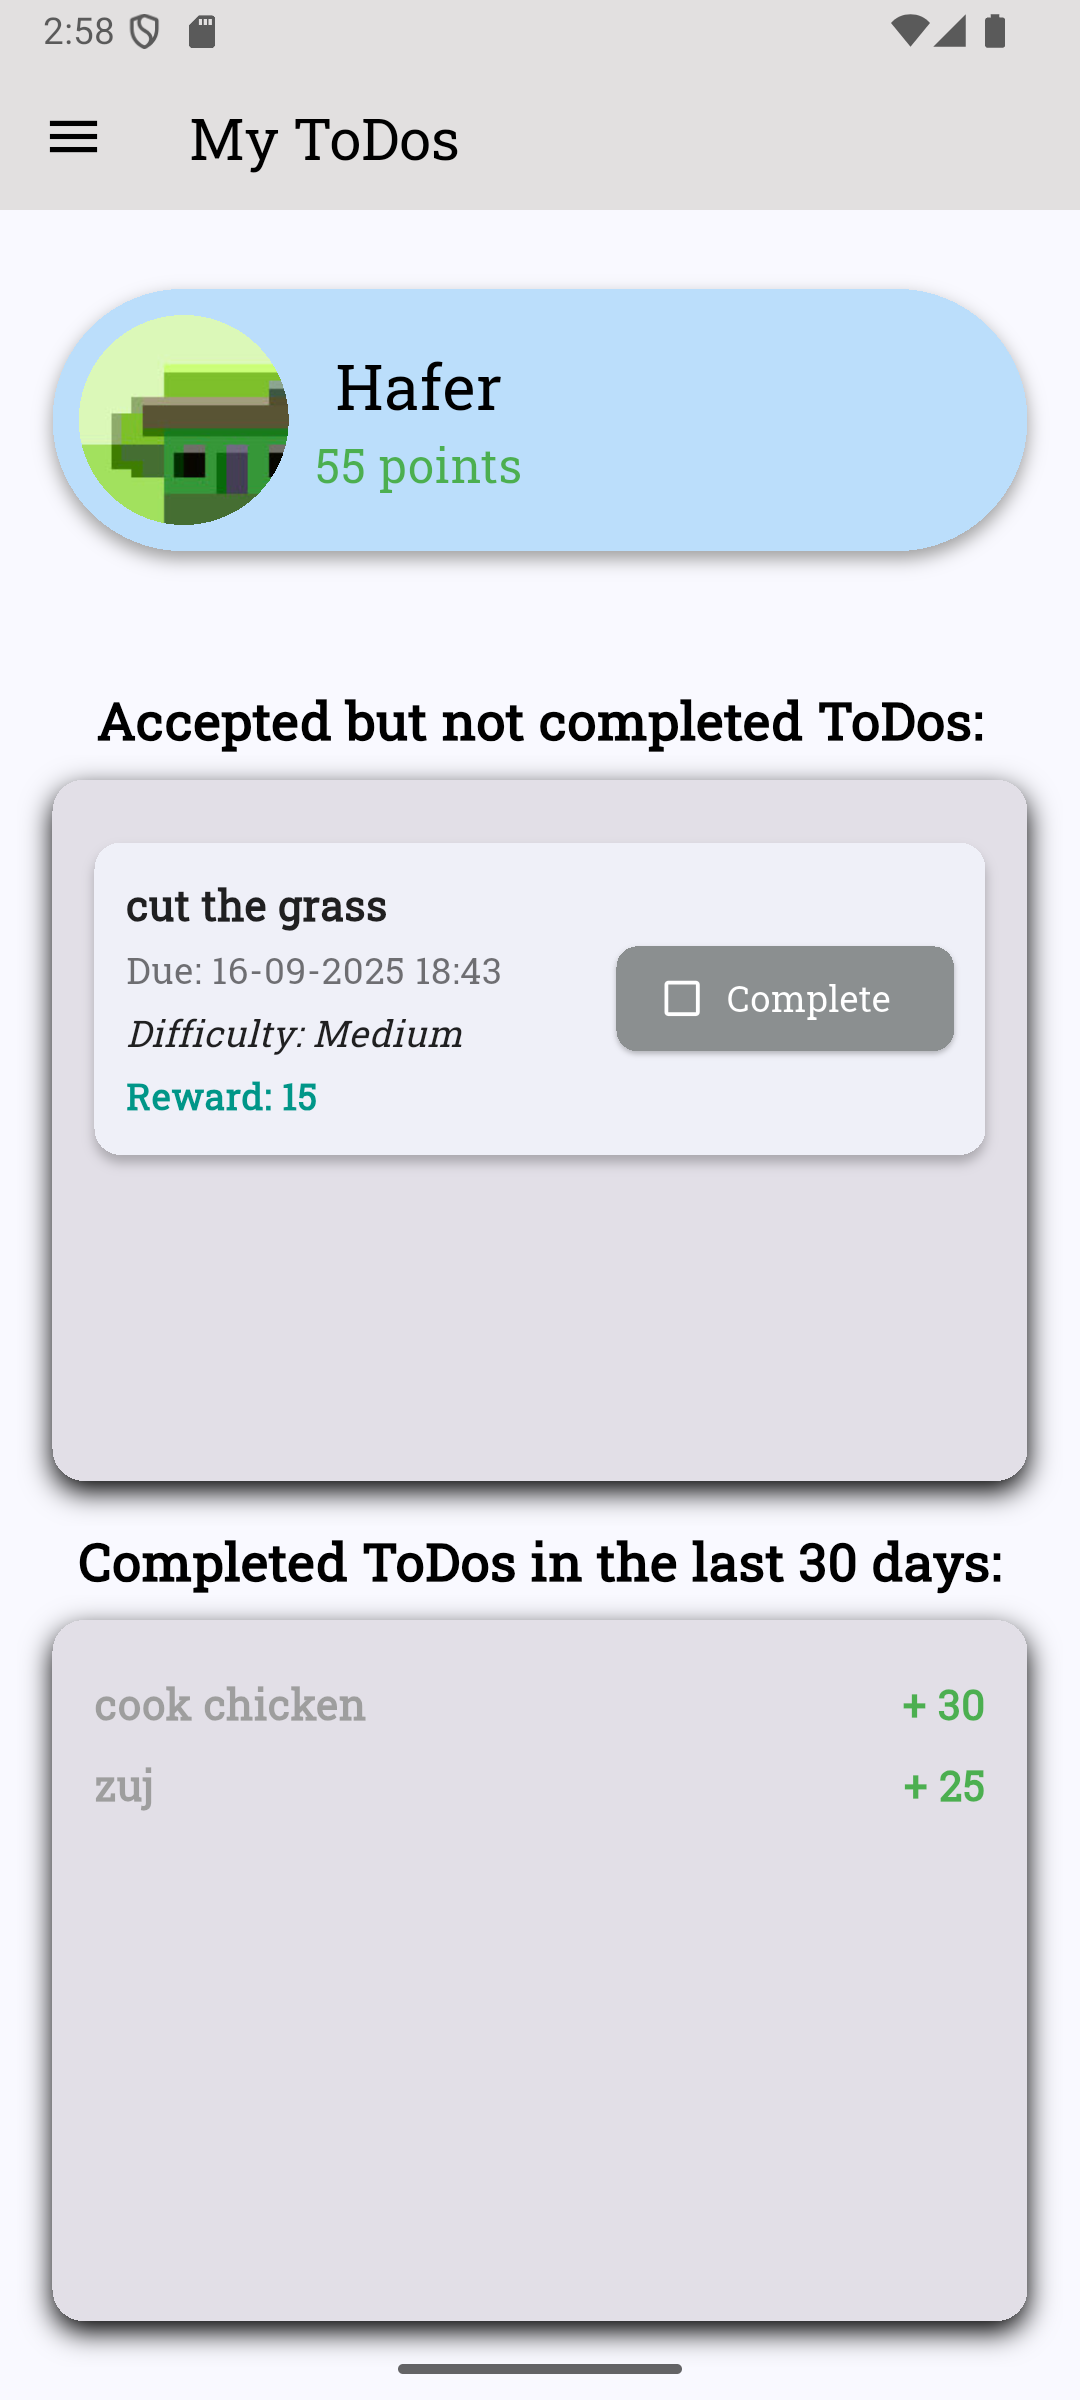 2:58
My ToDos
Hafer
55 points
Accepted but not completed ToDos:
cut the grass
Due: 16-09-2025 18:43
Difficulty: Medium
Reward: 15
Complete
Completed ToDos in the last 30 days:
cook chicken + 30
zuj + 25